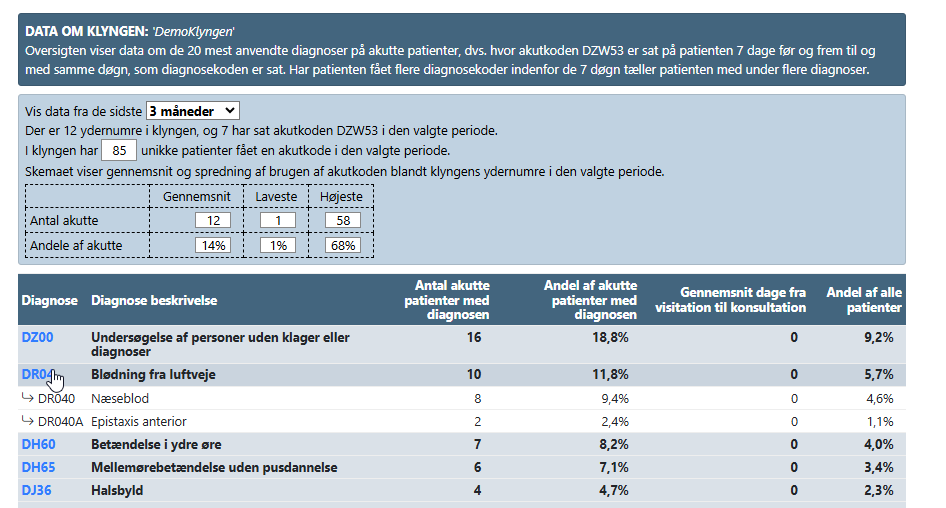 DATA OM KLYNGEN: 'DemoKlyngen'
Oversigten viser data om de 20 mest anvendte diagnoser på akutte patienter, dvs. hvor akutkoden DZW53 er sat på patienten 7 dage før og frem til og
med samme døgn, som diagnosekoden er sat. Har patienten fået flere diagnosekoder indenfor de 7 døgn tæller patienten med under flere diagnoser.
Vis data fra de sidste 3 måneder
Der er 12 ydernumre i klyngen, og 7 har sat akutkoden DZW53 i den valgte periode.
I klyngen har 85 unikke patienter fået en akutkode i den valgte periode.
Skemaet viser gennemsnit og spredning af brugen af akutkoden blandt klyngens ydernumre i den valgte periode.
Gennemsnit Laveste Højeste
Antal akutte 12 1 58
Andele af akutte 14% 1% 68%
Diagnose Diagnose beskrivelse Antal akutte patienter med diagnosen Andel af akutte patienter med diagnosen Gennemsnit dage fra visitation til konsultation Andel af alle patienter
DZ00 Undersøgelse af personer uden klager eller diagnoser 16 18,8% 0 9,2%
DR04 Blødning fra luftveje 10 11,8% 0 5,7%
DR040 Næseblod 8 9,4% 0 4,6%
DR040A Epistaxis anterior 2 2,4% 0 1,1%
DH60 Betændelse i ydre øre 7 8,2% 0 4,0%
DH65 Mellemørebetændelse uden pusdannelse 6 7,1% 0 3,4%
DJ36 Halsbyld 4 4,7% 0 2,3%